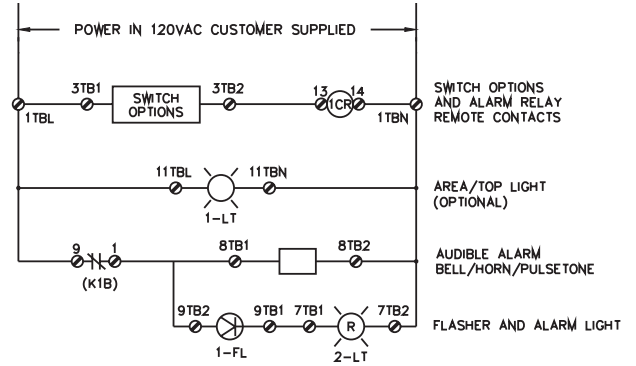 POWER IN 120VAC CUSTOMER SUPPLIED
3TB1
SWITCH
OPTIONS
3TB2
13
1CR
14
1TBL
1TBN
SWITCH OPTIONS
AND ALARM RELAY
REMOTE CONTACTS
11TBL
11TBN
1-LT
AREA/TOP LIGHT
(OPTIONAL)
9
1
(K1B)
8TB1
8TB2
AUDIBLE ALARM
BELL/HORN/PULSETONE
9TB2
9TB1
7TB1
R
7TB2
1-FL
2-LT
FLASHER AND ALARM LIGHT